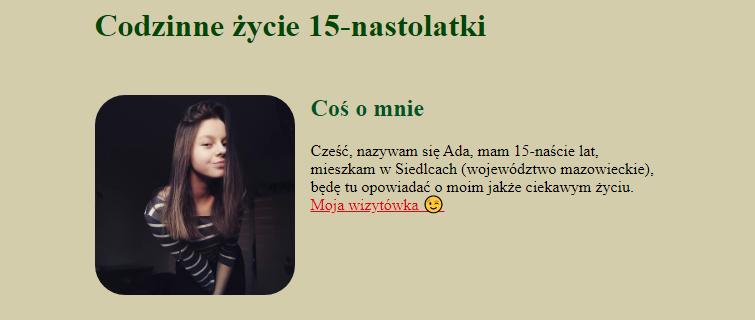 Codzinne życie 15-nastolatki
Coś o mnie
Cześć, nazywam się Ada, mam 15-naście lat,
mieszkam w Siedlcach (województwo mazowieckie),
będę tu opowiadać o moim jakże ciekawym życiu.
Moja wizytówka 😉